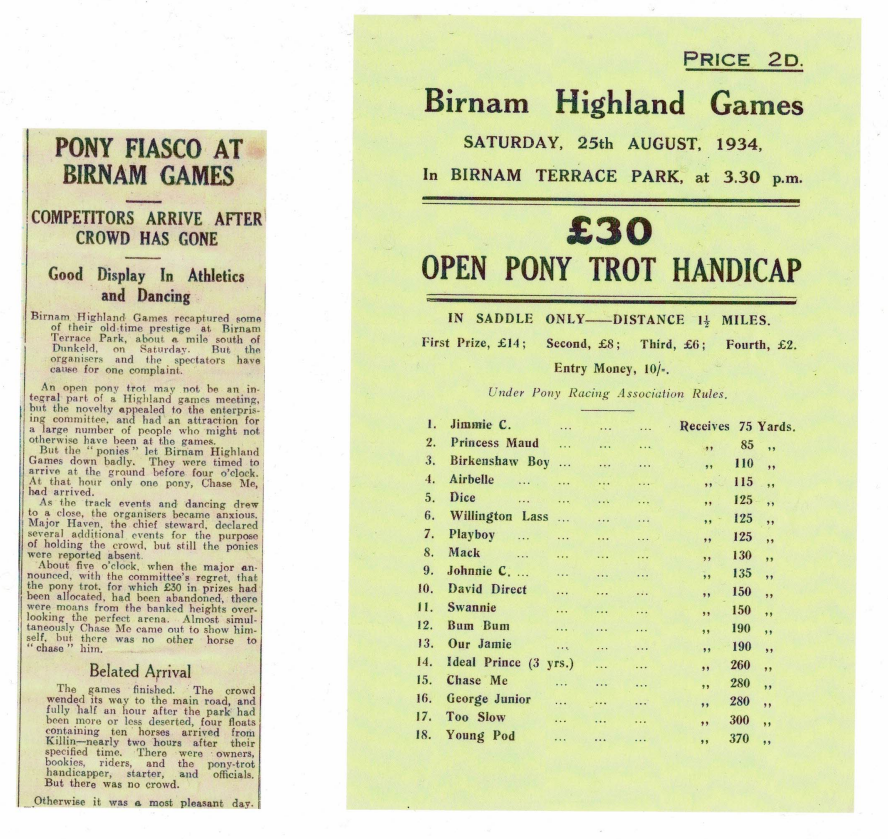 PONY FIASCO AT
BIRNAM GAMES
COMPETITORS ARRIVE AFTER
CROWD HAS GONE
Good Display In Athletics
and Dancing
Birnam Highland Games recaptured some
of their old-time prestige at Birnam
Terrace Park, about a mile south of
Dunkeld, on Saturday. But the
organisers and the spectators have
cause for one complaint.
An open pony trot may not be an in-
tegral part of a Highland games meeting,
but the novelty appealed to the enterpris-
ing committee, and had an attraction for
a large number of people who might not
otherwise have been at the games.
But the "ponies" let Birnam Highland
Games down badly. They were timed to
arrive at the ground before four o'clock.
At that hour only one pony, Chase Me,
had arrived.
As the track events and dancing drew
to a close, the organisers became anxious.
Major Haven, the chief steward, declared
several additional events for the purpose
of holding the crowd, but still the ponies
were reported absent.
About five o'clock, when the major an-
nounced, with the committee's regret, that
the pony trot, for which £30 in prizes had
been allocated, had been abandoned, there
were moans from the banked heights over-
looking the perfect arena. Almost simul-
taneously Chase Me came out to show him-
self, but there was no other horse to
"chase" him.
Belated Arrival
The games finished. The crowd
wended its way to the main road, and
fully half an hour after the park had
been more or less deserted, four floats
containing ten horses arrived from
Killin—nearly two hours after their
specified time. There were owners,
bookies, riders, and the pony-trot
handicapper, starter, and officials.
But there was no crowd.
Otherwise it was a most pleasant day.
PRICE 2D.
Birnam Highland Games
SATURDAY, 25th AUGUST, 1934,
In BIRNAM TERRACE PARK, at 3.30 p.m.
£30
OPEN PONY TROT HANDICAP
IN SADDLE ONLY——DISTANCE 1½ MILES.
First Prize, £14; Second, £8; Third, £6; Fourth, £2.
Entry Money, 10/-.
Under Pony Racing Association Rules.
1. Jimmie C. ... ... ... Receives 75 Yards.
2. Princess Maud ... ... ... ,, 85 ,,
3. Birkenshaw Boy ... ... ... ,, 110 ,,
4. Airbelle ... ... ... ,, 115 ,,
5. Dice ... ... ... ,, 125 ,,
6. Willington Lass ... ... ... ,, 125 ,,
7. Playboy ... ... ... ,, 125 ,,
8. Mack ... ... ... ,, 130 ,,
9. Johnnie C. ... ... ... ,, 135 ,,
10. David Direct ... ... ... ,, 150 ,,
11. Swannie ... ... ... ,, 150 ,,
12. Bum Bum ... ... ... ,, 190 ,,
13. Our Jamie ... ... ... ,, 190 ,,
14. Ideal Prince (3 yrs.) ... ... ,, 260 ,,
15. Chase Me ... ... ... ,, 280 ,,
16. George Junior ... ... ... ,, 280 ,,
17. Too Slow ... ... ... ,, 300 ,,
18. Young Pod ... ... ... ,, 370 ,,